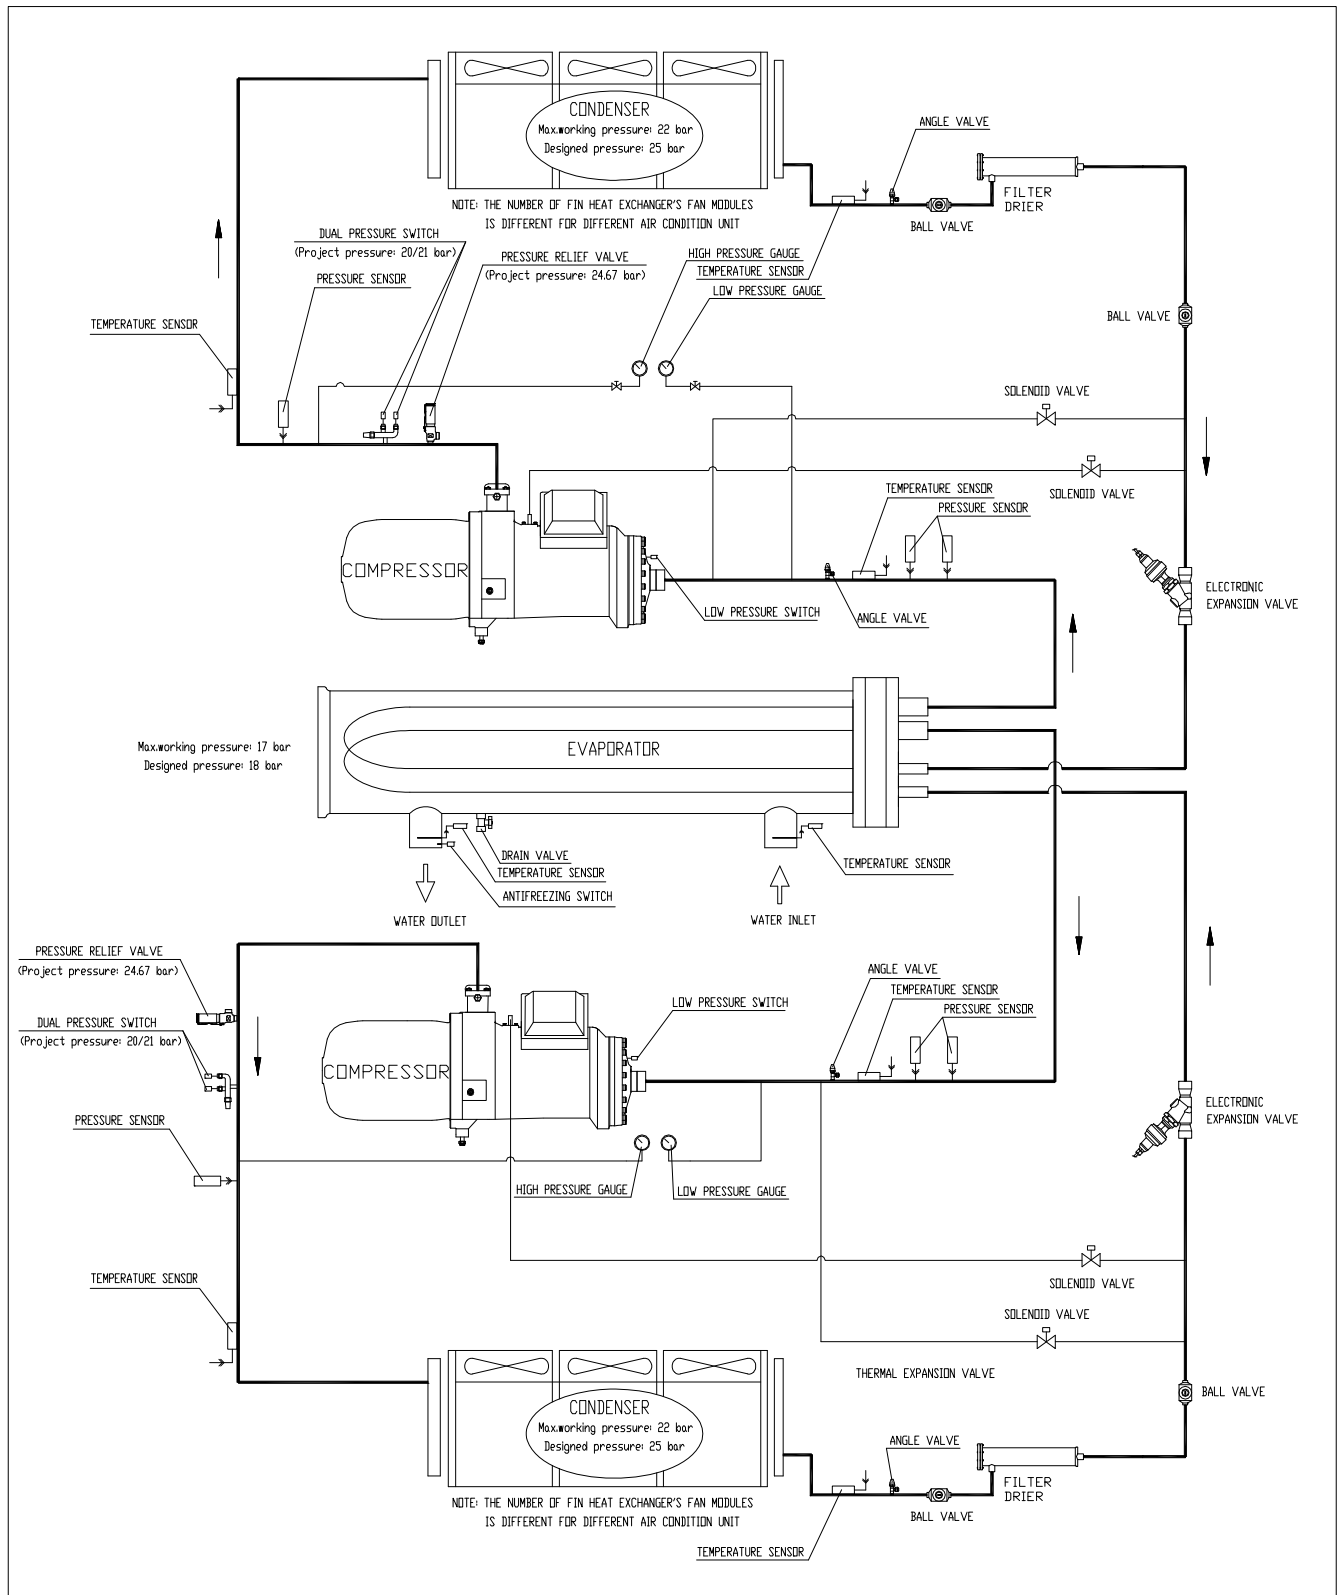 CONDENSER
Max.working pressure: 22 bar
Designed pressure: 25 bar
NOTE: THE NUMBER OF FIN HEAT EXCHANGER'S FAN MODULES
IS DIFFERENT FOR DIFFERENT AIR CONDITION UNIT
ANGLE VALVE
FILTER
DRIER
BALL VALVE
DUAL PRESSURE SWITCH
(Project pressure: 20/21 bar)
PRESSURE RELIEF VALVE
(Project pressure: 24.67 bar)
PRESSURE SENSOR
HIGH PRESSURE GAUGE
TEMPERATURE SENSOR
LOW PRESSURE GAUGE
TEMPERATURE SENSOR
BALL VALVE
SOLENOID VALVE
SOLENOID VALVE
TEMPERATURE SENSOR
PRESSURE SENSOR
COMPRESSOR
LOW PRESSURE SWITCH
ANGLE VALVE
ELECTRONIC
EXPANSION VALVE
Max.working pressure: 17 bar
Designed pressure: 18 bar
EVAPORATOR
DRAIN VALVE
TEMPERATURE SENSOR
ANTIFREEZING SWITCH
TEMPERATURE SENSOR
WATER OUTLET
WATER INLET
PRESSURE RELIEF VALVE
(Project pressure: 24.67 bar)
DUAL PRESSURE SWITCH
(Project pressure: 20/21 bar)
ANGLE VALVE
TEMPERATURE SENSOR
LOW PRESSURE SWITCH
PRESSURE SENSOR
COMPRESSOR
PRESSURE SENSOR
ELECTRONIC
EXPANSION VALVE
HIGH PRESSURE GAUGE
LOW PRESSURE GAUGE
TEMPERATURE SENSOR
SOLENOID VALVE
SOLENOID VALVE
THERMAL EXPANSION VALVE
BALL VALVE
CONDENSER
Max.working pressure: 22 bar
Designed pressure: 25 bar
ANGLE VALVE
FILTER
DRIER
NOTE: THE NUMBER OF FIN HEAT EXCHANGER'S FAN MODULES
IS DIFFERENT FOR DIFFERENT AIR CONDITION UNIT
BALL VALVE
TEMPERATURE SENSOR